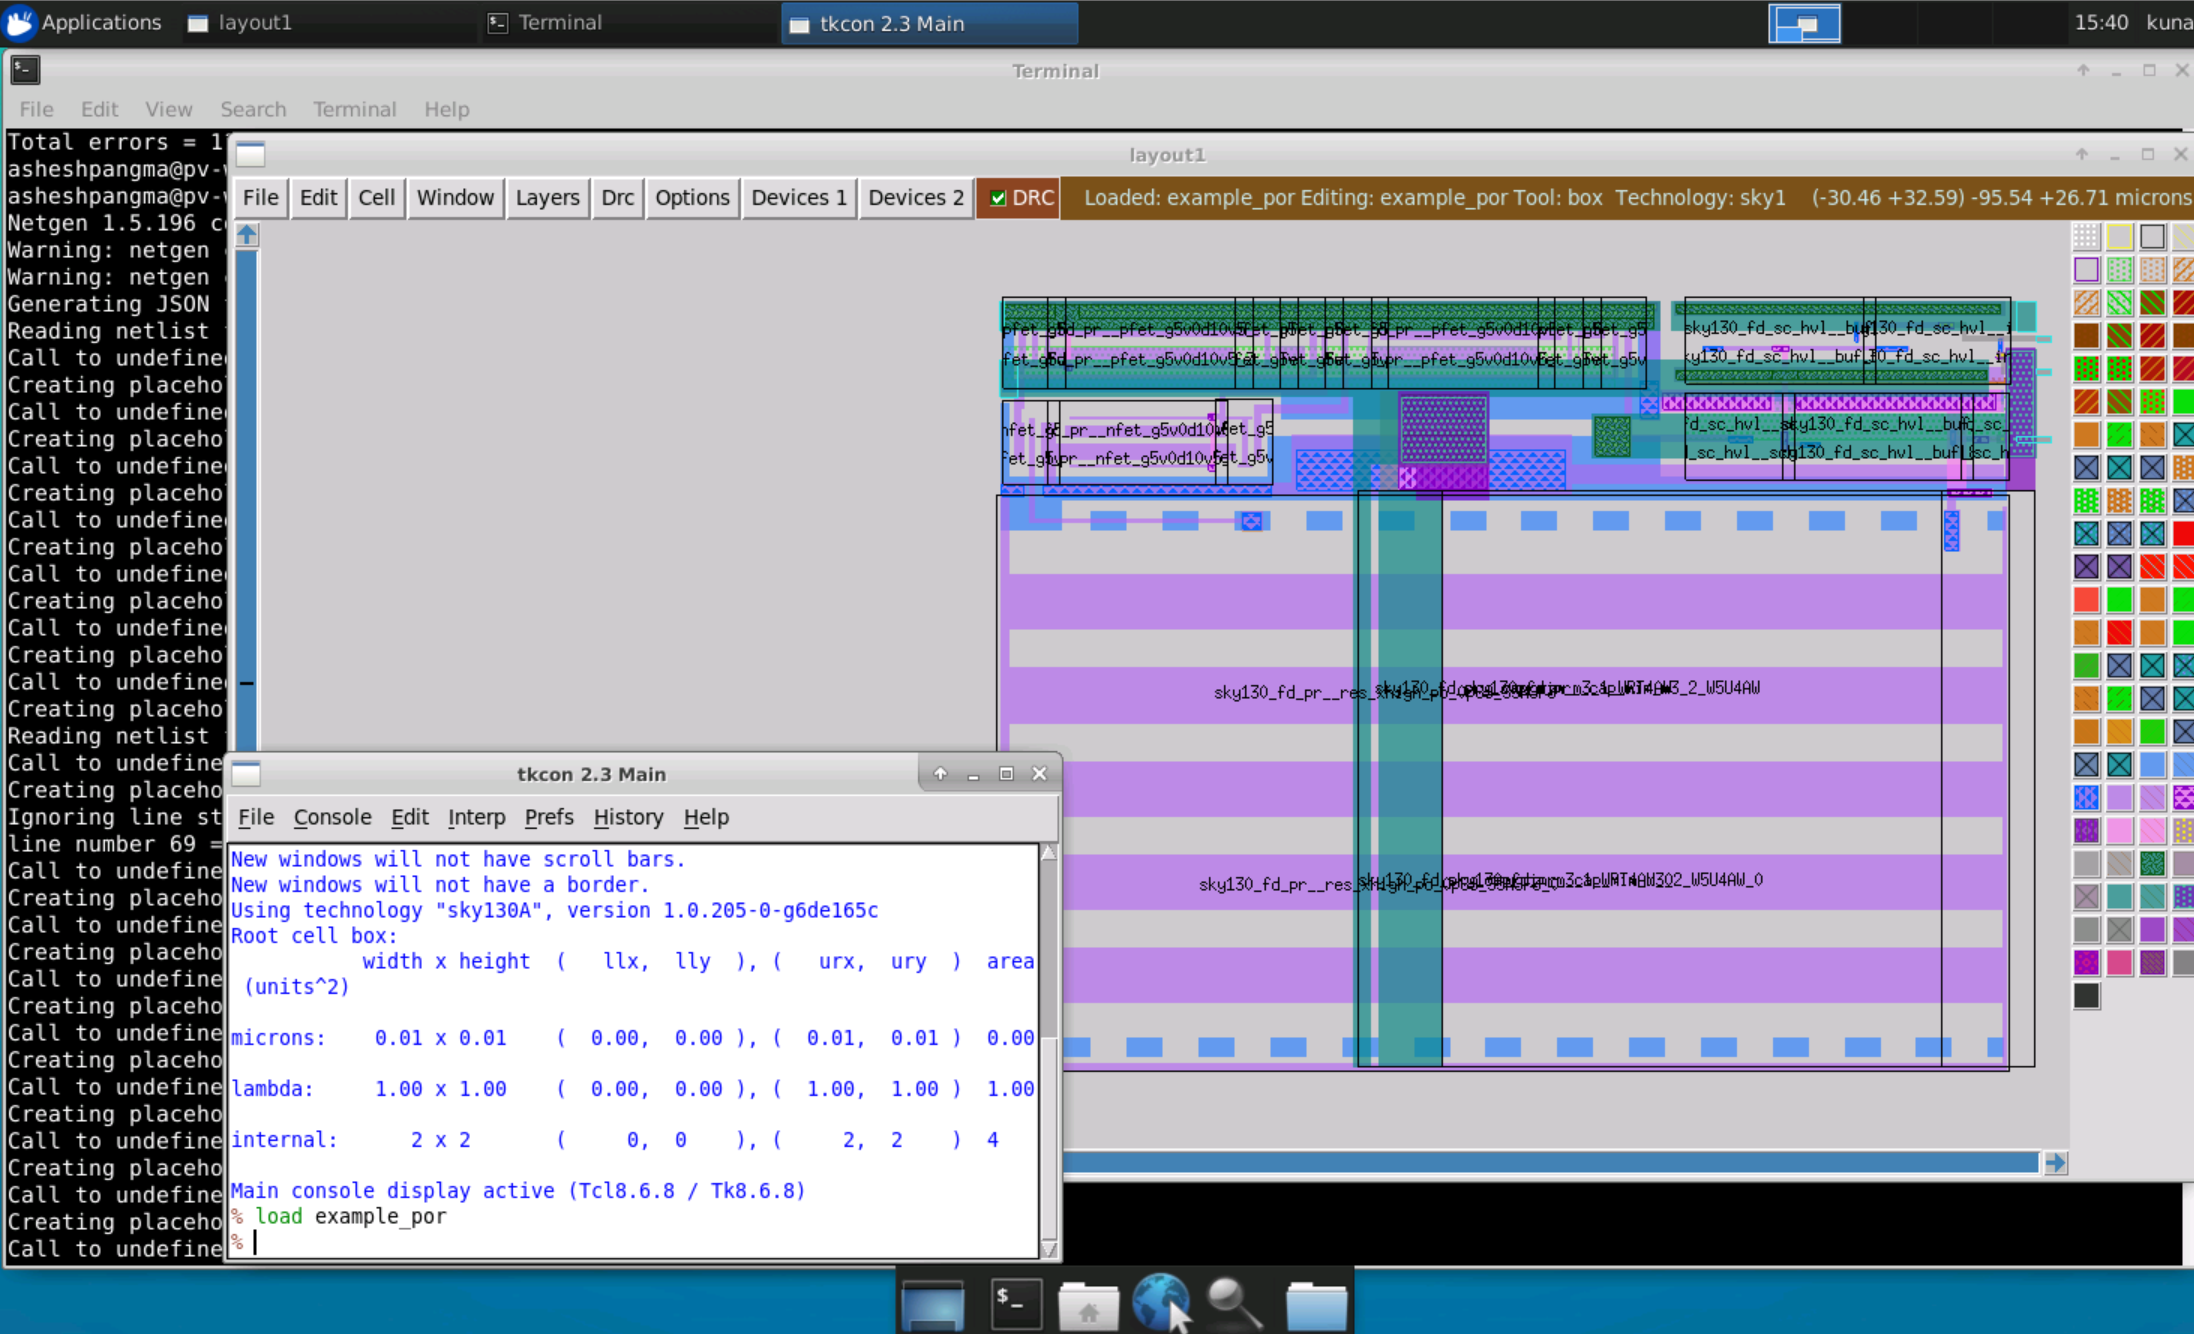 Applications
layout1
Terminal
tkcon 2.3 Main
15:40
kuna
Terminal
File Edit View Search Terminal Help
Total errors = 1
asheshpangma@pv-
asheshpangma@pv-
Netgen 1.5.196 c
Warning: netgen
Warning: netgen
Generating JSON
Reading netlist
Call to undefine
Creating placeho
Call to undefine
Creating placeho
Call to undefine
Creating placeho
Call to undefine
Creating placeho
Call to undefine
Creating placeho
Call to undefine
Creating placeho
Call to undefine
Creating placeho
Reading netlist
Call to undefine
Creating placeho
Ignoring line st
line number 69 =
Call to undefine
Creating placeho
Call to undefine
Creating placeho
Call to undefine
Creating placeho
Call to undefine
Creating placeho
Call to undefine
Creating placeho
Call to undefine
Creating placeho
Call to undefine
Creating placeho
Call to undefine
layout1
File Edit Cell Window Layers Drc Options Devices 1 Devices 2 DRC Loaded: example_por Editing: example_por Tool: box Technology: sky1 (-30.46 +32.59) -95.54 +26.71 microns
tkcon 2.3 Main
File Console Edit Interp Prefs History Help
New windows will not have scroll bars.
New windows will not have a border.
Using technology "sky130A", version 1.0.205-0-g6de165c
Root cell box:
width x height ( llx, lly ), ( urx, ury ) area
(units^2)
microns: 0.01 x 0.01 ( 0.00, 0.00 ), ( 0.01, 0.01 ) 0.00
lambda: 1.00 x 1.00 ( 0.00, 0.00 ), ( 1.00, 1.00 ) 1.00
internal: 2 x 2 ( 0, 0 ), ( 2, 2 ) 4
Main console display active (Tcl8.6.8 / Tk8.6.8)
% load example_por
%